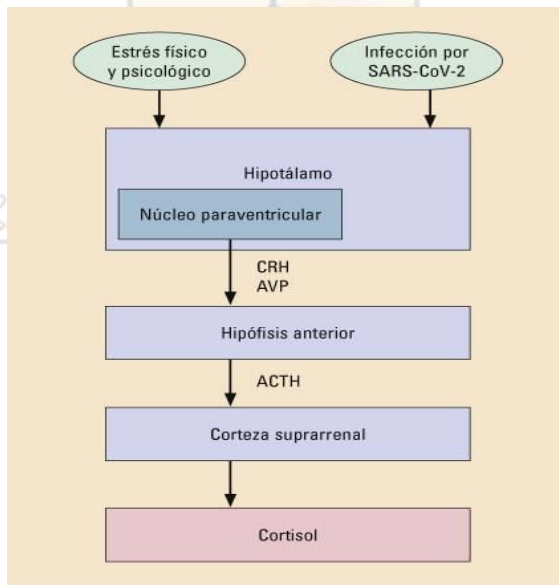 Estrés físico
y psicológico
Infección por
SARS-CoV-2
Hipotálamo
Núcleo paraventricular
CRH
AVP
Hipófisis anterior
ACTH
Corteza suprarrenal
Cortisol